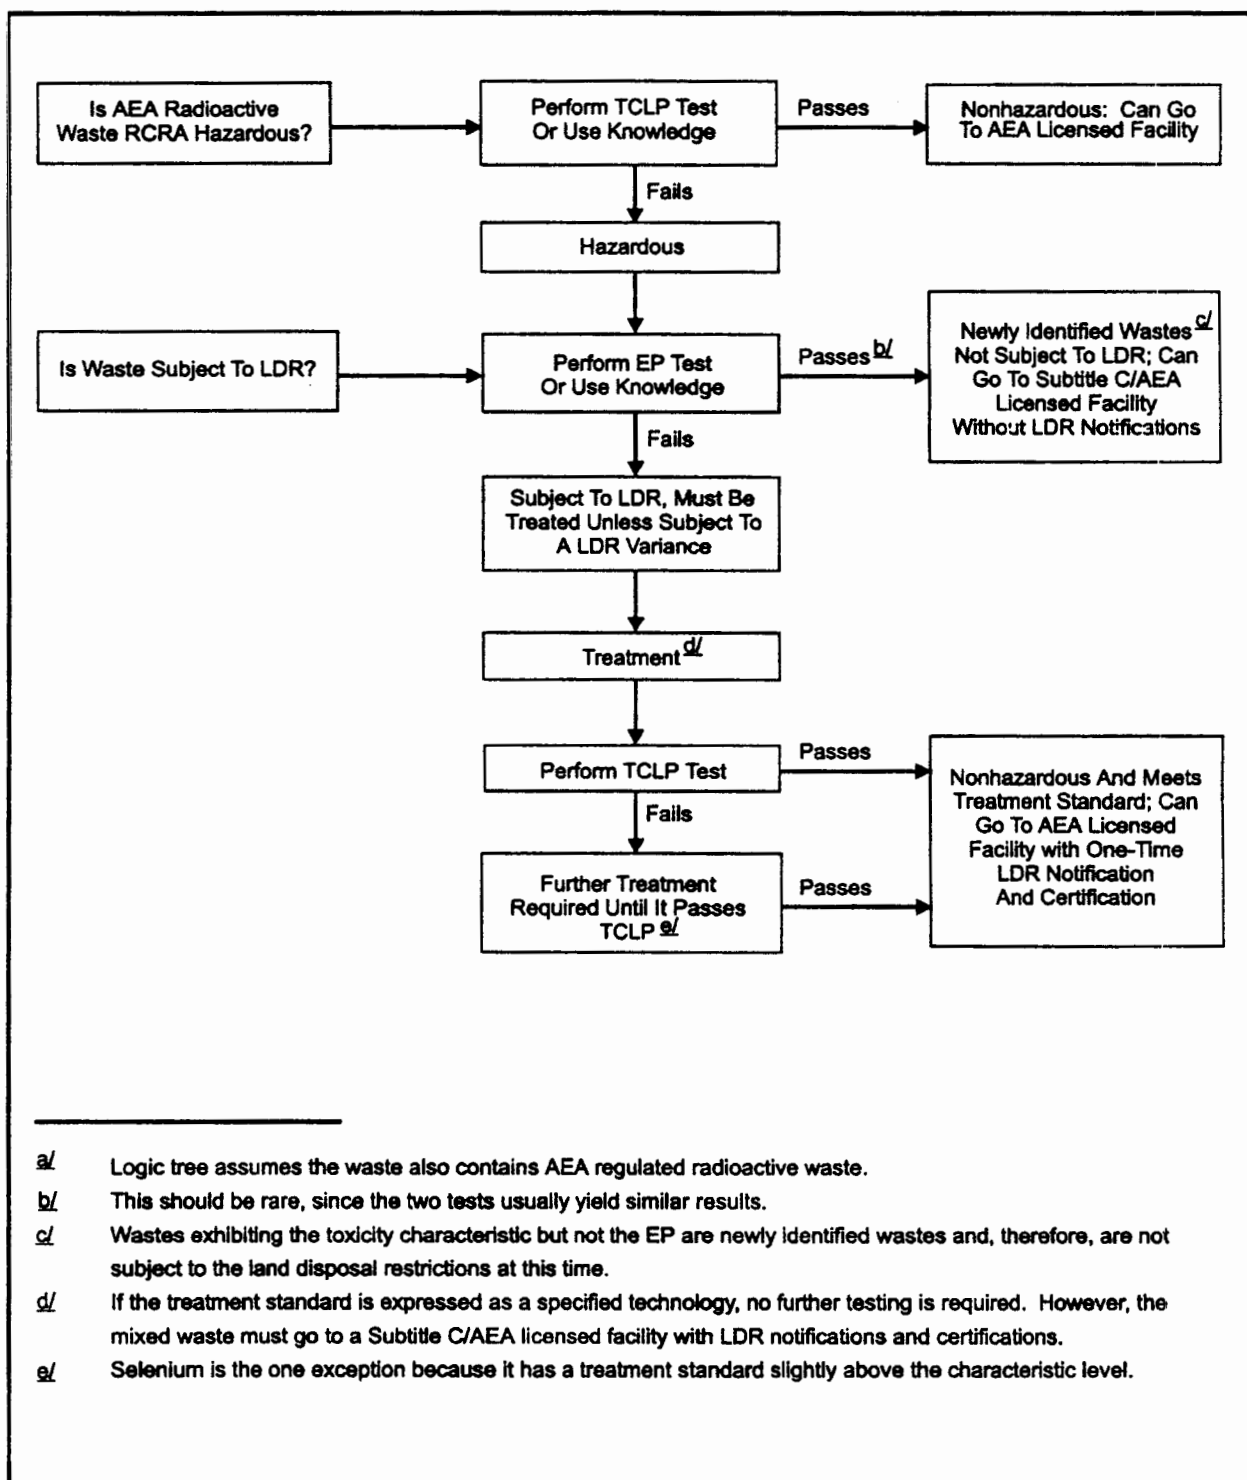 Is AEA Radioactive
Waste RCRA Hazardous?
Perform TCLP Test
Or Use Knowledge
Passes
Nonhazardous: Can Go
To AEA Licensed Facility
Fails
Hazardous
Is Waste Subject To LDR?
Perform EP Test
Or Use Knowledge
Passes b/
Newly Identified Wastes c/
Not Subject To LDR; Can
Go To Subtitle C/AEA
Licensed Facility
Without LDR Notifications
Fails
Subject To LDR, Must Be
Treated Unless Subject To
A LDR Variance
Treatment d/
Perform TCLP Test
Passes
Nonhazardous And Meets
Treatment Standard; Can
Go To AEA Licensed
Facility with One-Time
LDR Notification
And Certification
Fails
Further Treatment
Required Until It Passes
TCLP e/
Passes
a/ Logic tree assumes the waste also contains AEA regulated radioactive waste.
b/ This should be rare, since the two tests usually yield similar results.
c/ Wastes exhibiting the toxicity characteristic but not the EP are newly identified wastes and, therefore, are not
subject to the land disposal restrictions at this time.
d/ If the treatment standard is expressed as a specified technology, no further testing is required. However, the
mixed waste must go to a Subtitle C/AEA licensed facility with LDR notifications and certifications.
e/ Selenium is the one exception because it has a treatment standard slightly above the characteristic level.